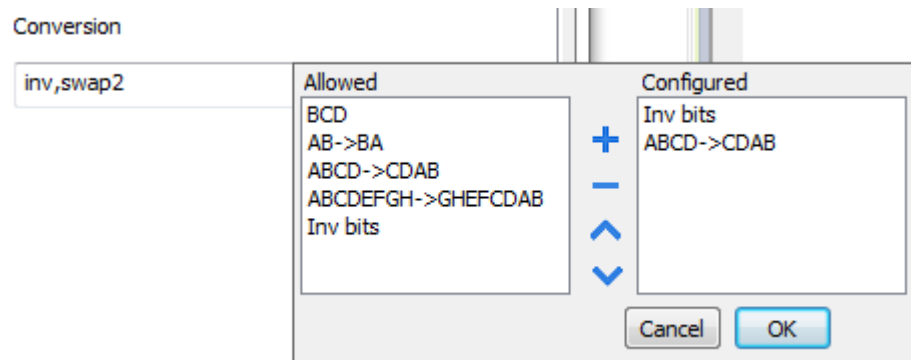 Conversion
inv,swap2
Allowed
BCD
AB->BA
ABCD->CDAB
ABCDEFGH->GHEFCDAB
Inv bits
Configured
Inv bits
ABCD->CDAB
Cancel
OK